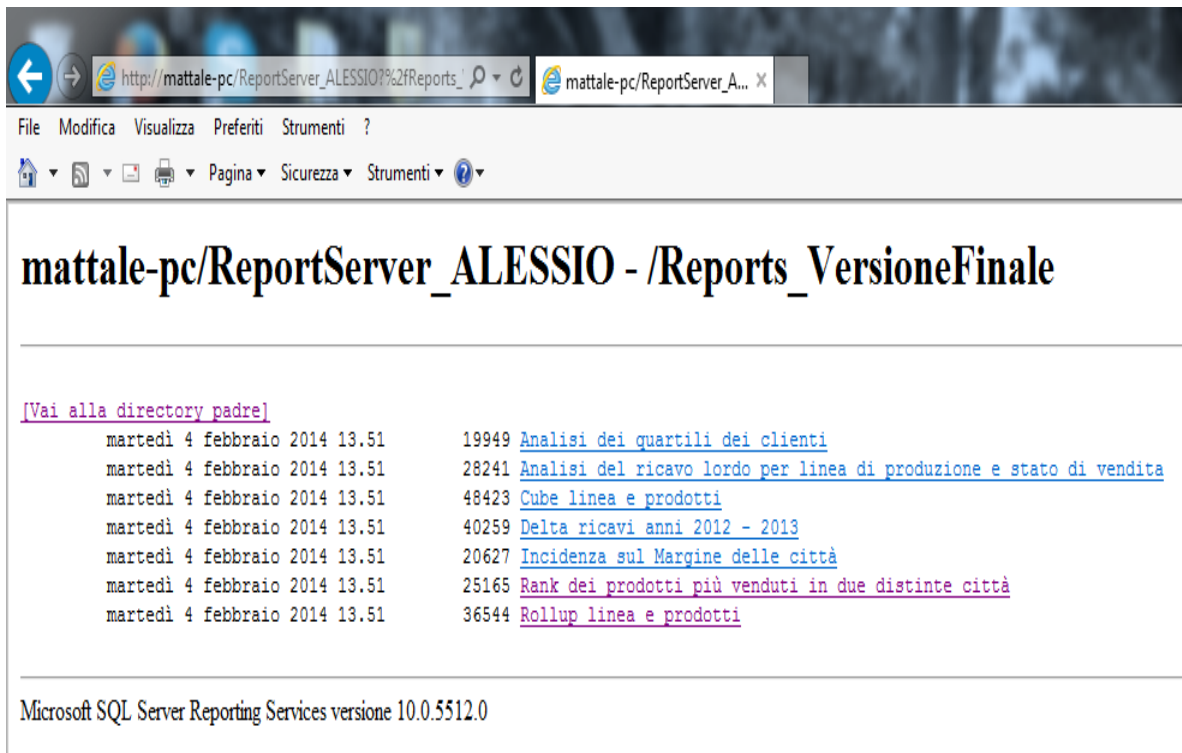 http://mattale-pc/ReportServer_ALESSIO?%2fReports_
mattale-pc/ReportServer_A...
File Modifica Visualizza Preferiti Strumenti ?
Pagina Sicurezza Strumenti
mattale-pc/ReportServer_ALESSIO - /Reports_VersioneFinale
[Vai alla directory padre]
martedì 4 febbraio 2014 13.51 19949 Analisi dei quartili dei clienti
martedì 4 febbraio 2014 13.51 28241 Analisi del ricavo lordo per linea di produzione e stato di vendita
martedì 4 febbraio 2014 13.51 48423 Cube linea e prodotti
martedì 4 febbraio 2014 13.51 40259 Delta ricavi anni 2012 - 2013
martedì 4 febbraio 2014 13.51 20627 Incidenza sul Margine delle città
martedì 4 febbraio 2014 13.51 25165 Rank dei prodotti più venduti in due distinte città
martedì 4 febbraio 2014 13.51 36544 Rollup linea e prodotti
Microsoft SQL Server Reporting Services versione 10.0.5512.0